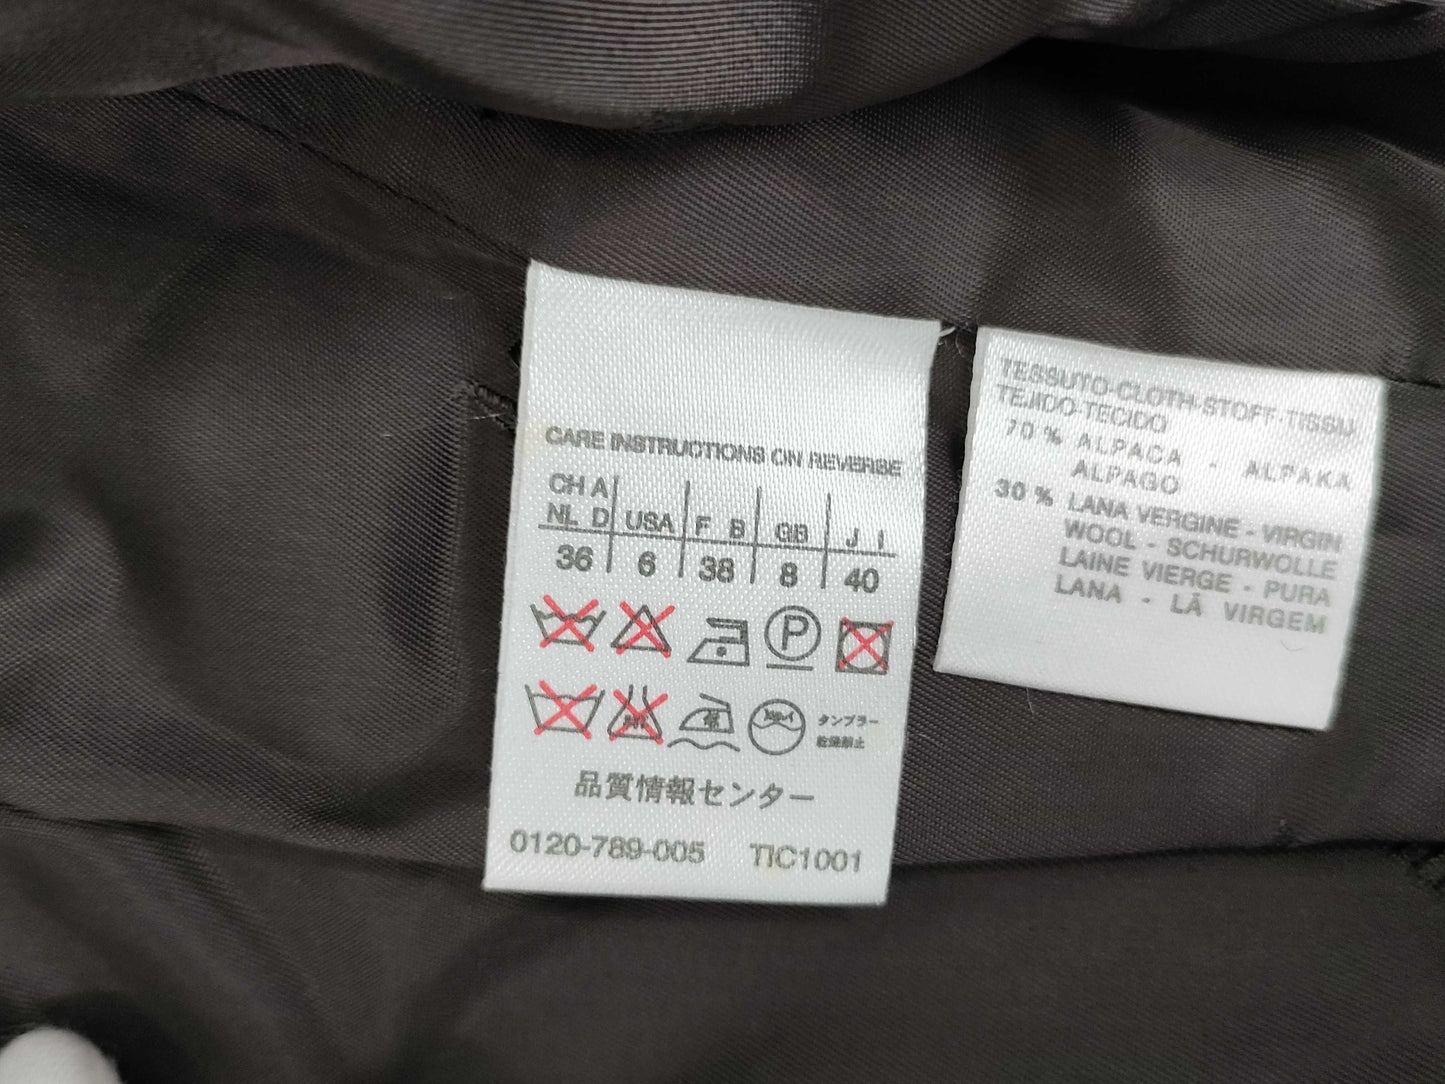 CARE INSTRUCTIONS ON REVERSE
CH A
NL D USA F B GB J I
36 6 38 8 40
P
タンブラー
乾燥禁止
品質情報センター
0120-789-005 TIC1001
TESSUTO-CLOTH-STOFF-TISSU
TEJIDO-TECIDO
70 % ALPACA - ALPAKA
ALPAGO
30 % LANA VERGINE - VIRGIN
WOOL - SCHURWOLLE
LAINE VIERGE - PURA
LANA - LÃ VIRGEM